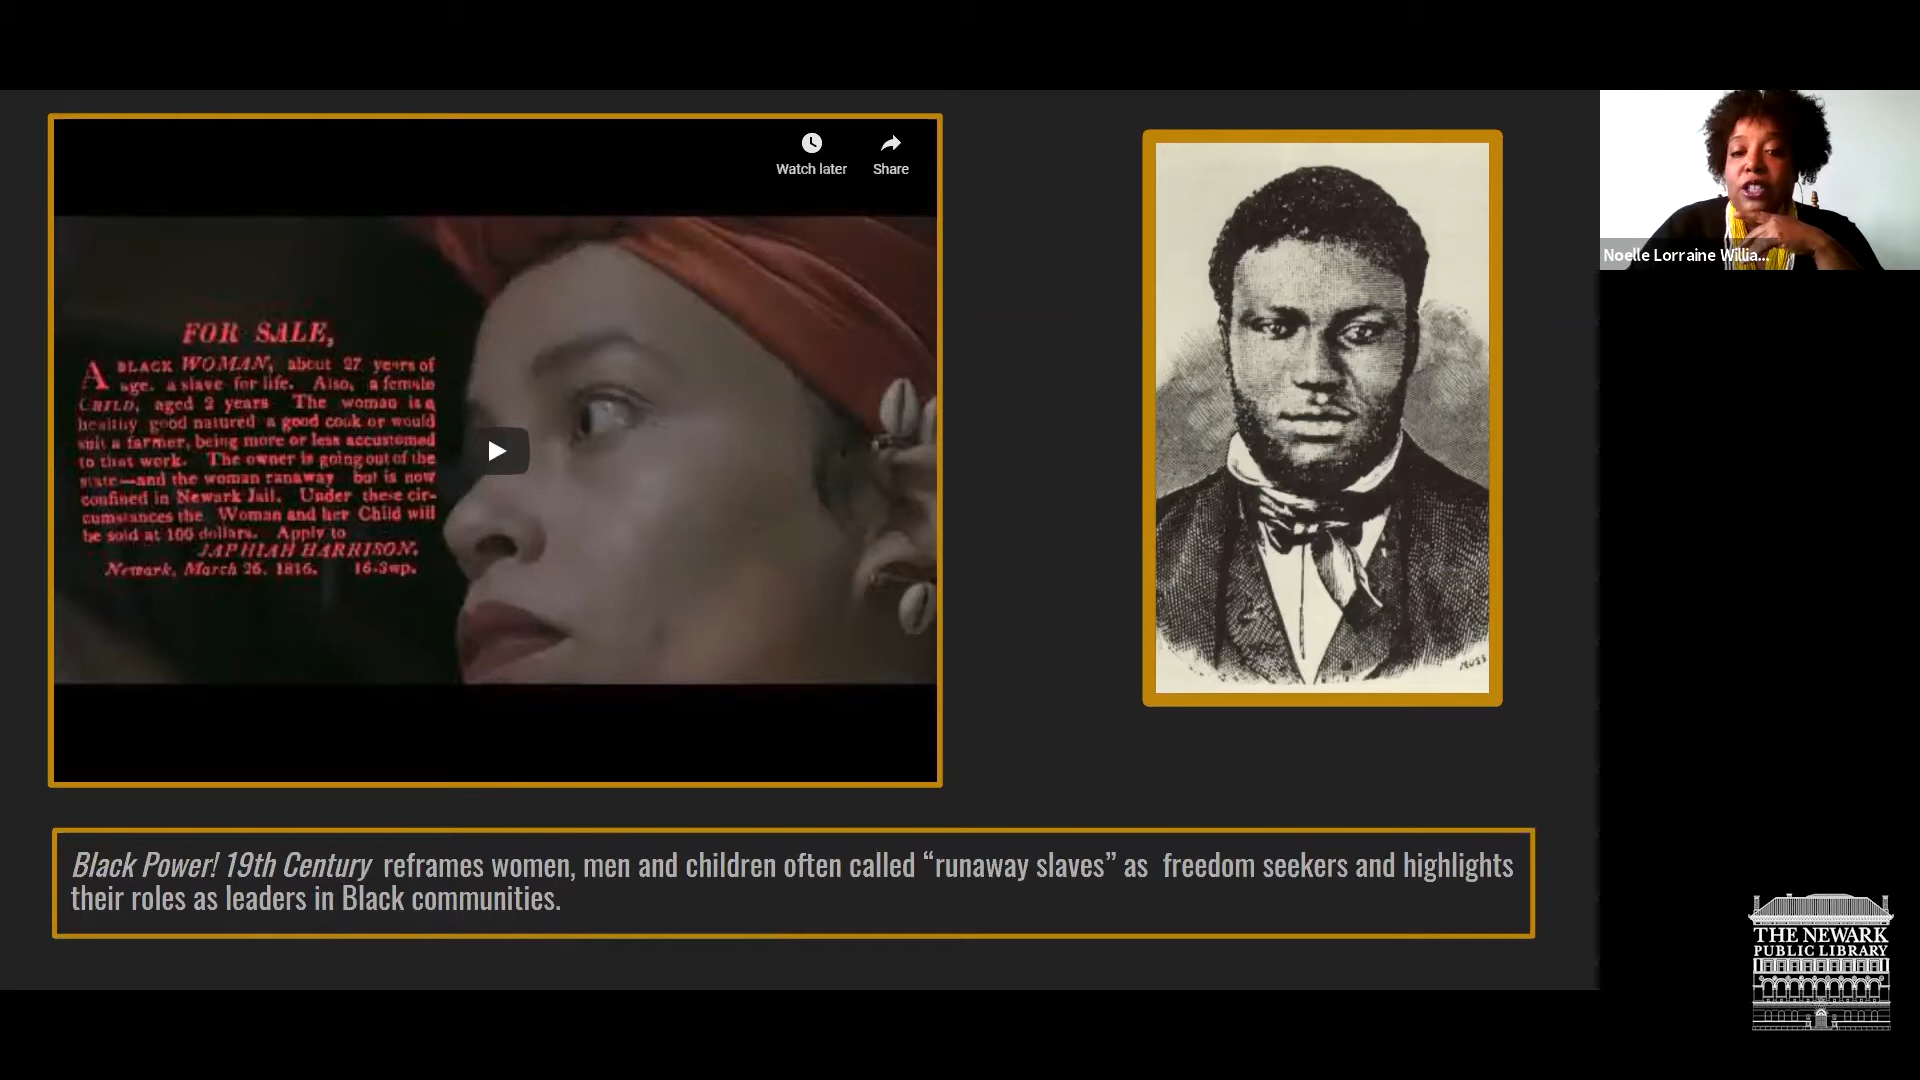 Watch later
Share
FOR SALE,
A BLACK WOMAN, about 27 years of
age, a slave for life. Also, a female
CHILD, aged 2 years The woman is a
healthy good natured a good cook or would
suit a farmer, being more or less accustomed
to that work. The owner is going out of the
state—and the woman ranaway but is now
confined in Newark Jail. Under these cir-
cumstances the Woman and her Child will
be sold at 100 dollars. Apply to
JAPHIAH HARRISON.
Newark, March 26, 1816. 16-3wp.
MOSS
Noelle Lorraine Willia...
Black Power! 19th Century reframes women, men and children often called “runaway slaves” as freedom seekers and highlights
their roles as leaders in Black communities.
THE NEWARK
PUBLIC LIBRARY